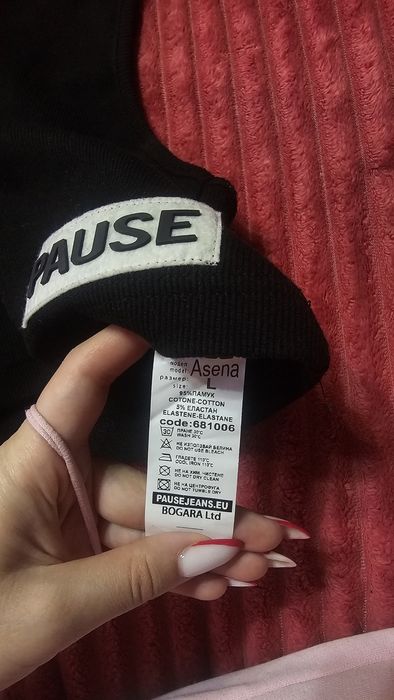 PAUSE
модел
model: Asena
размер: L
size:
95%ПАМУК
COTONE-COTTON
5% ЕЛАСТАН
ELASTENE-ELASTANE
code:681006
30
ПРАНЕ 30˚C
WASH 30˚C
НЕ ИЗПОЛЗВАЙ БЕЛИНА
DO NOT USE BLEACH
ГЛАДЕТЕ 110˚C
COOL IRON 110˚C
НЕ НА ХИМ. ЧИСТЕНЕ
DO NOT DRY CLEAN
НЕ НА ЦЕНТРОФУГА
DO NOT TUMBLE DRY
PAUSEJEANS.EU
BOGARA Ltd